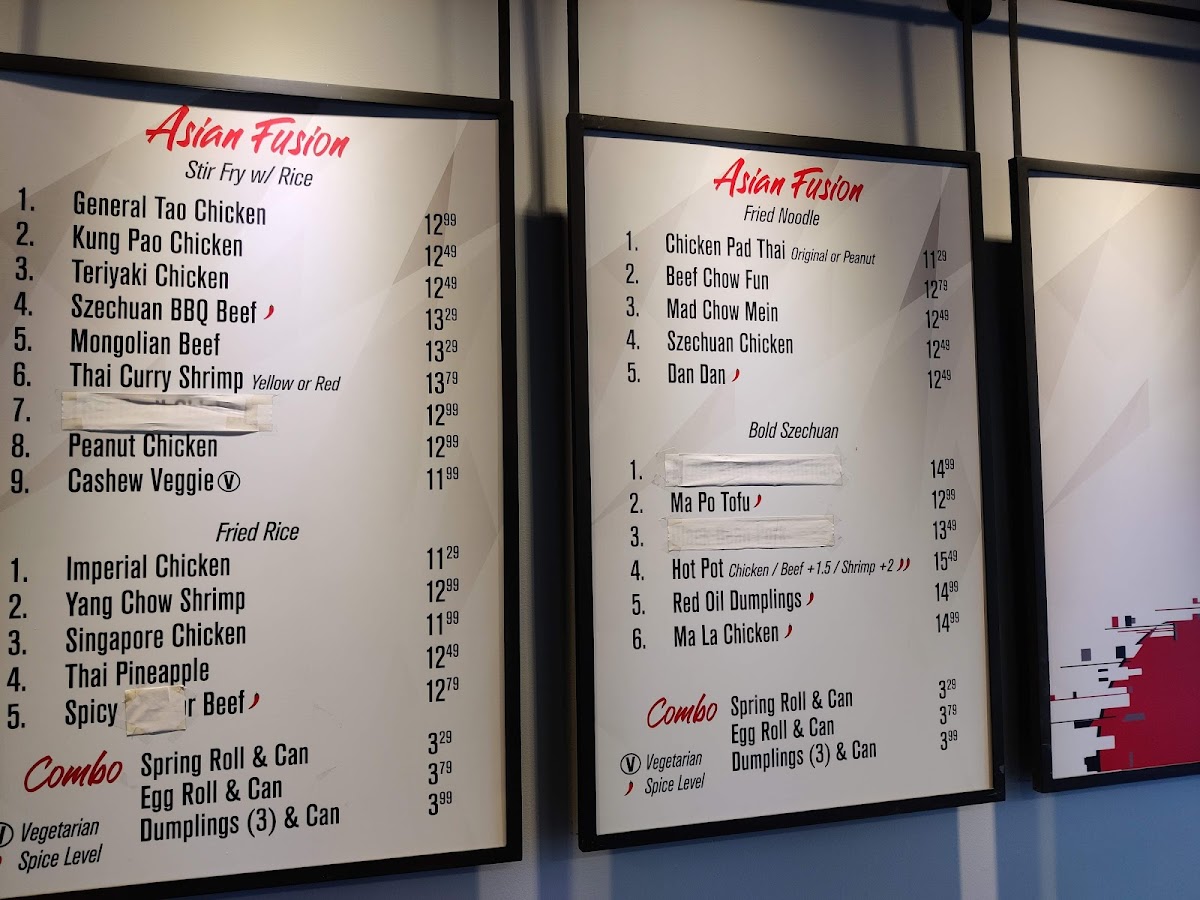 Asian Fusion
Stir Fry w/ Rice
1. General Tao Chicken 12.99
2. Kung Pao Chicken 12.49
3. Teriyaki Chicken 12.49
4. Szechuan BBQ Beef 13.29
5. Mongolian Beef 13.29
6. Thai Curry Shrimp Yellow or Red 13.79
7. 12.99
8. Peanut Chicken 12.99
9. Cashew Veggie V 11.99
Fried Rice
1. Imperial Chicken 11.29
2. Yang Chow Shrimp 12.99
3. Singapore Chicken 11.99
4. Thai Pineapple 12.49
5. Spicy Beef 12.79
Combo Spring Roll & Can 3.29
Egg Roll & Can 3.79
Dumplings (3) & Can 3.99
V Vegetarian
Spice Level
Asian Fusion
Fried Noodle
1. Chicken Pad Thai Original or Peanut 11.29
2. Beef Chow Fun 12.79
3. Mad Chow Mein 12.49
4. Szechuan Chicken 12.49
5. Dan Dan 12.49
Bold Szechuan
1. 14.99
2. Ma Po Tofu 12.99
3. 13.49
4. Hot Pot Chicken / Beef +1.5 / Shrimp +2 15.49
5. Red Oil Dumplings 14.99
6. Ma La Chicken 14.99
Combo Spring Roll & Can 3.29
Egg Roll & Can 3.79
Dumplings (3) & Can 3.99
V Vegetarian
Spice Level